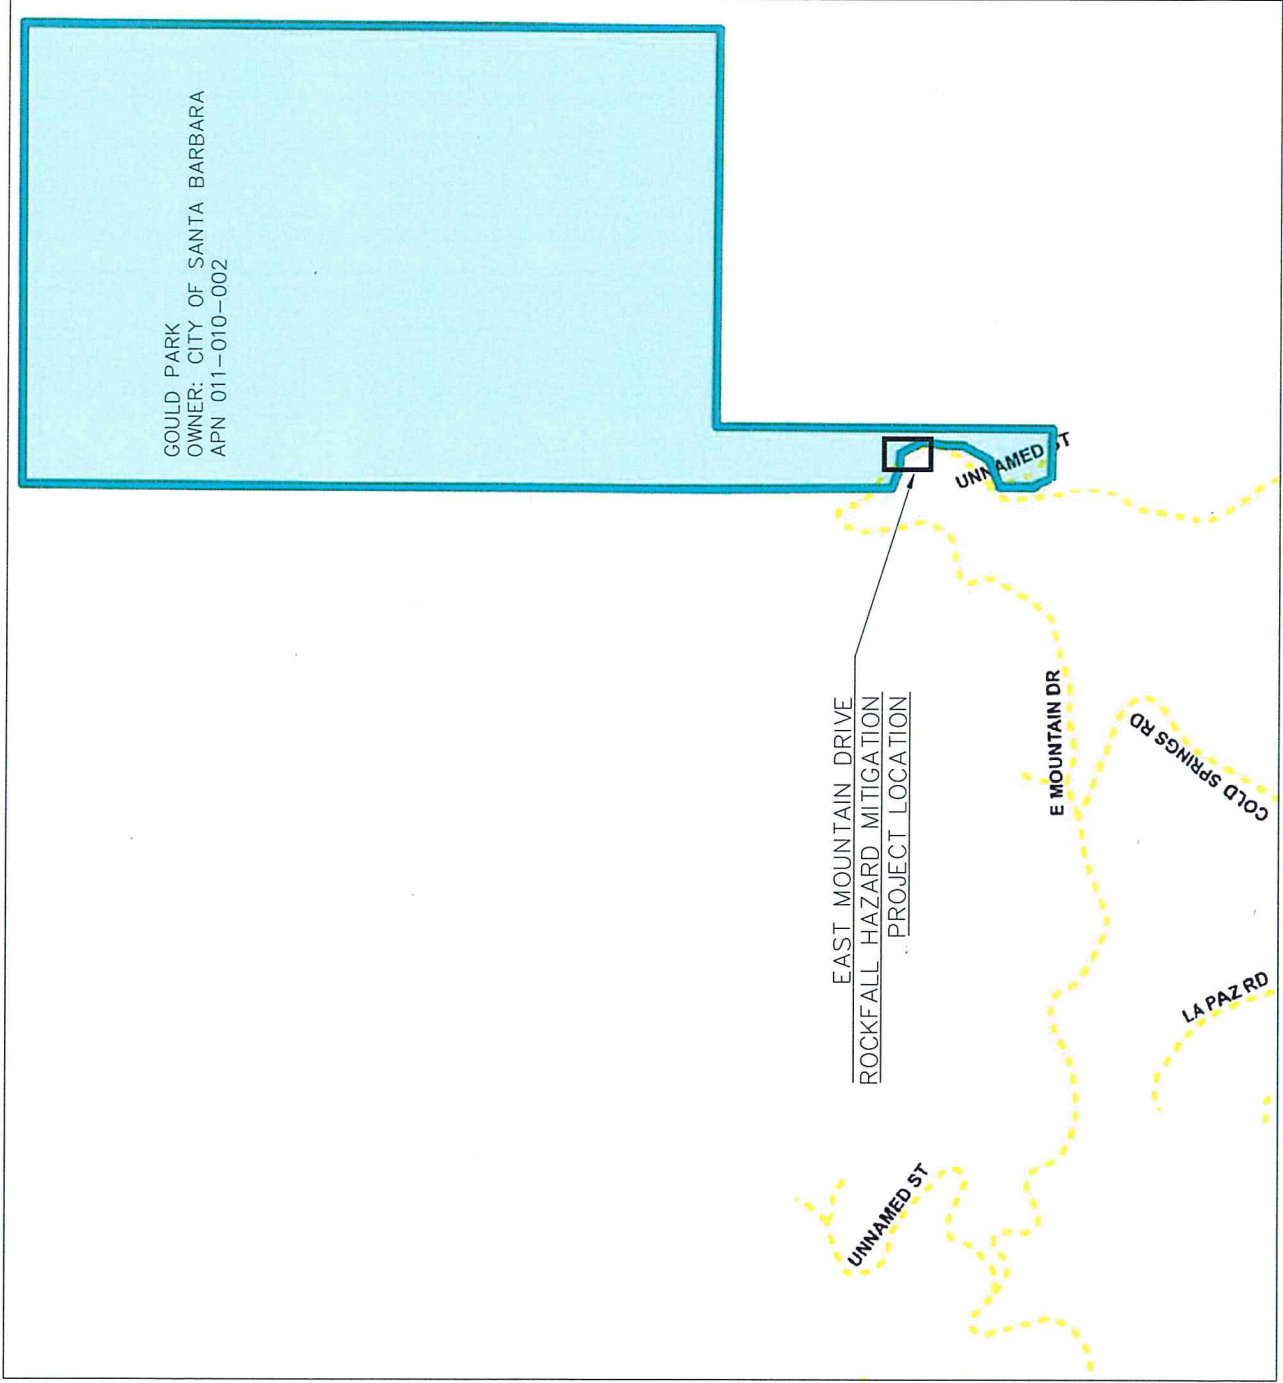 GOULD PARK
OWNER: CITY OF SANTA BARBARA
APN 011-010-002
UNNAMED ST
EAST MOUNTAIN DRIVE
ROCKFALL HAZARD MITIGATION
PROJECT LOCATION
E MOUNTAIN DR
COLD SPRINGS RD
LA PAZ RD
UNNAMED ST